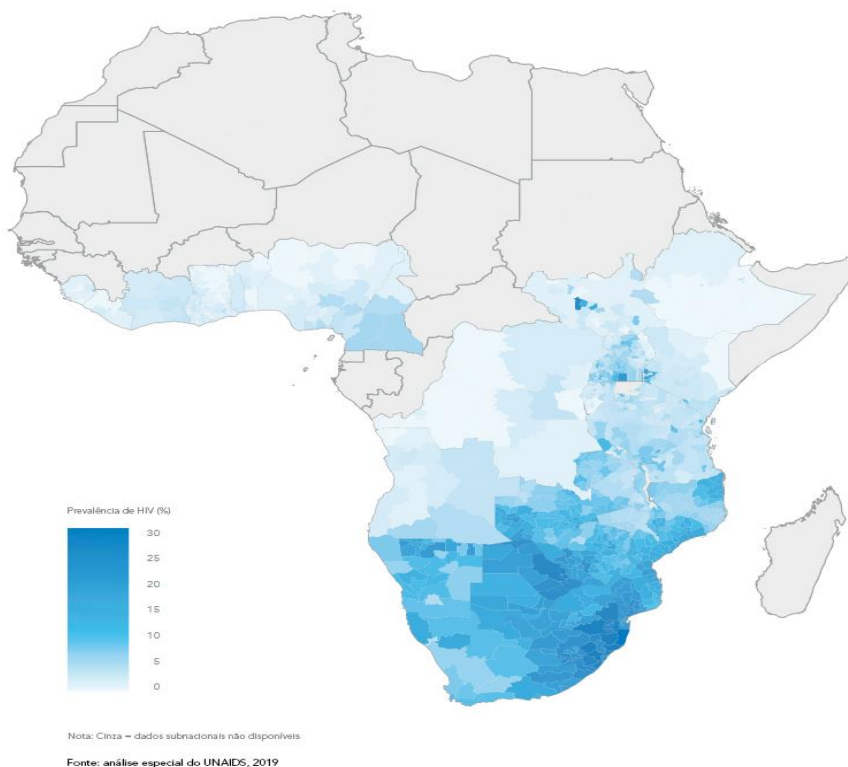 Prevalência de HIV (%)
30
25
20
15
10
5
0
Nota: Cinza = dados subnacionais não disponíveis
Fonte: análise especial do UNAIDS, 2019